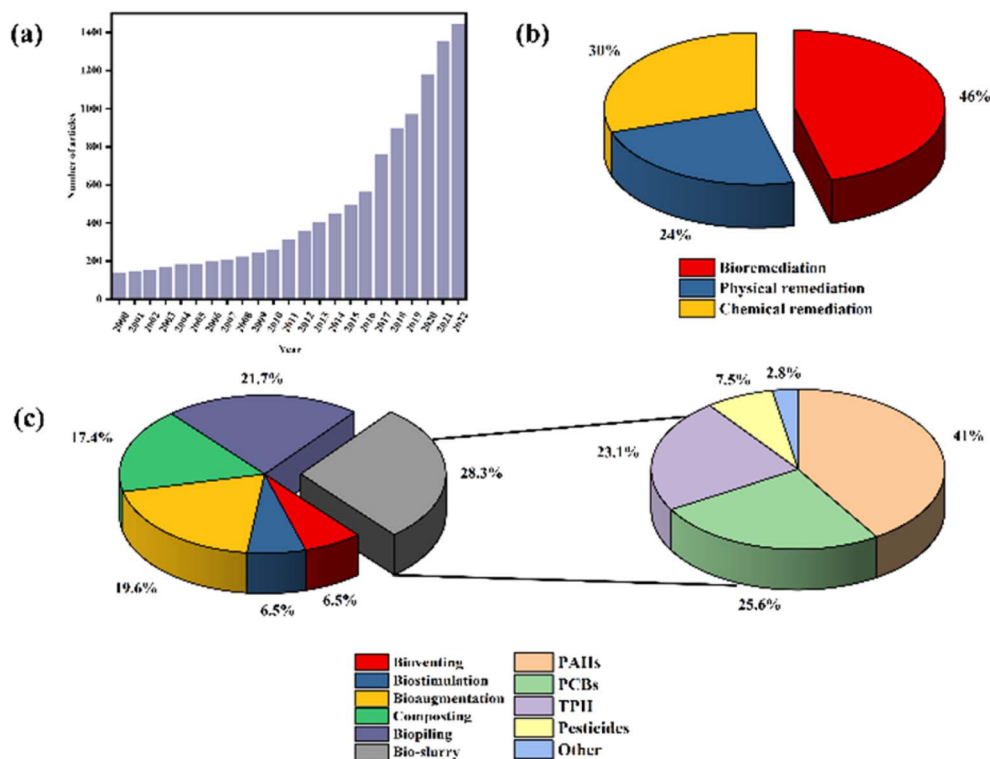 (a)
Number of articles
1400
1200
1000
800
600
400
200
0
2000
2001
2002
2003
2004
2005
2006
2007
2008
2009
2010
2011
2012
2013
2014
2015
2016
2017
2018
2019
2020
2021
2022
Year
(b)
30%
46%
24%
Bioremediation
Physical remediation
Chemical remediation
(c)
21.7%
17.4%
28.3%
19.6%
6.5%
6.5%
2.8%
7.5%
41%
23.1%
25.6%
Bioventing
Biostimulation
Bioaugmentation
Composting
Biopiling
Bio-slurry
PAHs
PCBs
TPH
Pesticides
Other